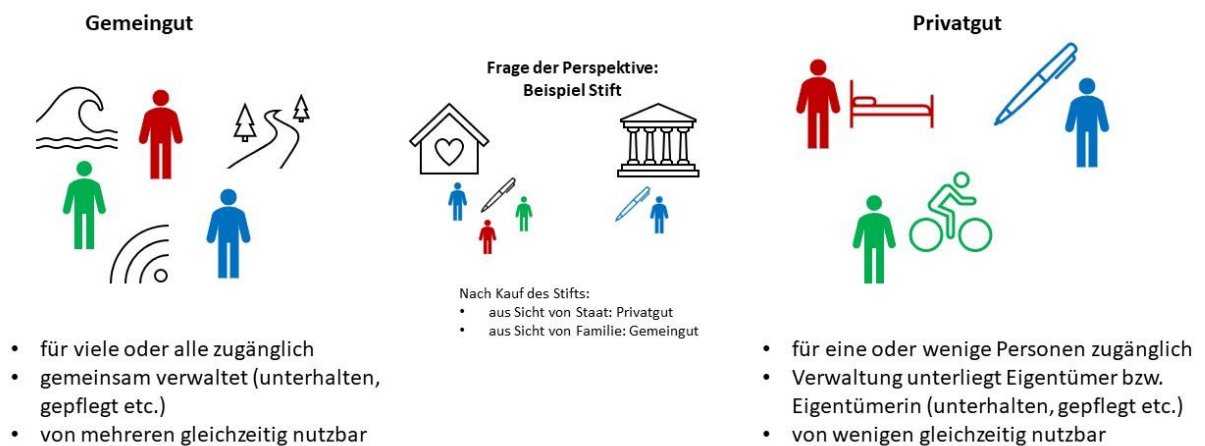 Gemeingut
• für viele oder alle zugänglich
• gemeinsam verwaltet (unterhalten,
gepflegt etc.)
• von mehreren gleichzeitig nutzbar
Frage der Perspektive:
Beispiel Stift
Nach Kauf des Stifts:
• aus Sicht von Staat: Privatgut
• aus Sicht von Familie: Gemeingut
Privatgut
• für eine oder wenige Personen zugänglich
• Verwaltung unterliegt Eigentümer bzw.
Eigentümerin (unterhalten, gepflegt etc.)
• von wenigen gleichzeitig nutzbar